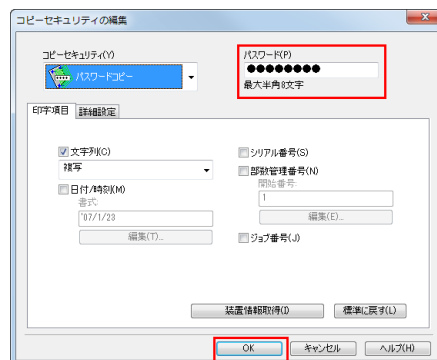 コピーセキュリティの編集
コピーセキュリティ(Y)
パスワードコピー
パスワード(P)
●●●●●●●●
最大半角8文字
印字項目 詳細設定
文字列(C)
複写
日付/時刻(M)
書式:
'07/1/23
編集(T)...
シリアル番号(S)
部数管理番号(N)
開始番号:
1
編集(E)...
ジョブ番号(J)
装置情報取得(I) 標準に戻す(L)
OK キャンセル ヘルプ(H)